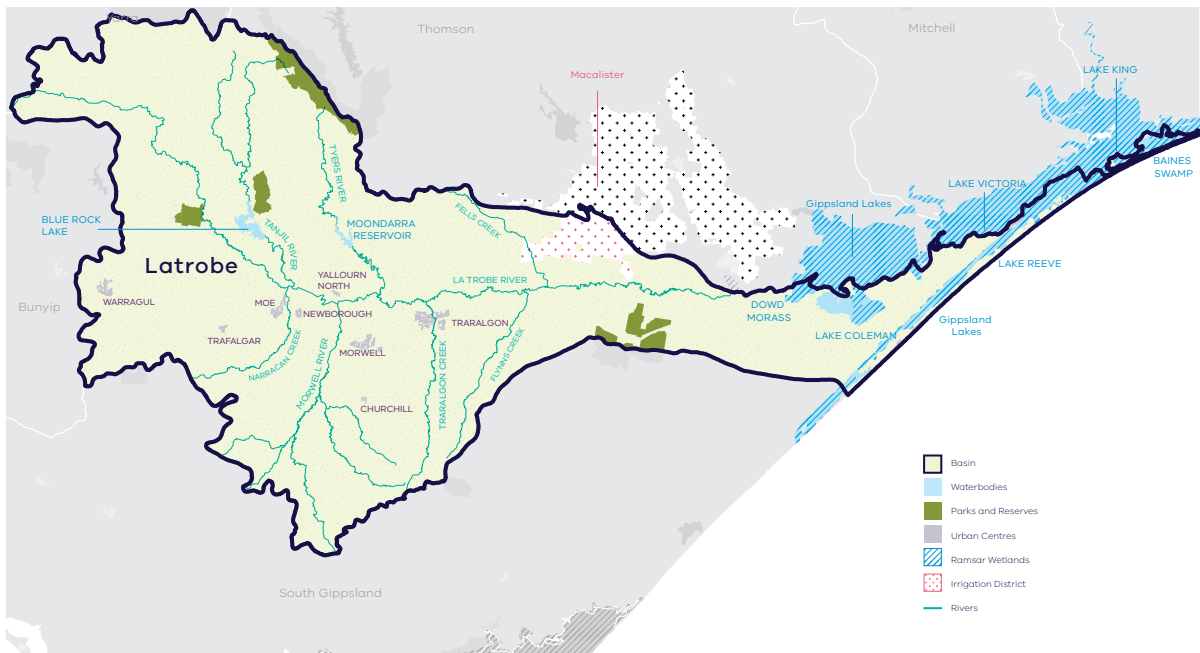 Yarra
Thomson
Mitchell
Macalister
LAKE KING
BAINES
SWAMP
LAKE VICTORIA
Gippsland Lakes
TYERS RIVER
FELLS CREEK
BLUE ROCK
LAKE
TANJIL RIVER
MOONDARRA
RESERVOIR
Latrobe
LAKE REEVE
YALLOURN
NORTH
LA TROBE RIVER
WARRAGUL
MOE
NEWBOROUGH
DOWD
MORASS
Bunyip
TRARALGON
Gippsland
Lakes
LAKE COLEMAN
TRAFALGAR
NARRACAN CREEK
MORWELL
MORWELL RIVER
TRARALGON CREEK
FLYNNS CREEK
CHURCHILL
South Gippsland
Basin
Waterbodies
Parks and Reserves
Urban Centres
Ramsar Wetlands
Irrigation District
Rivers